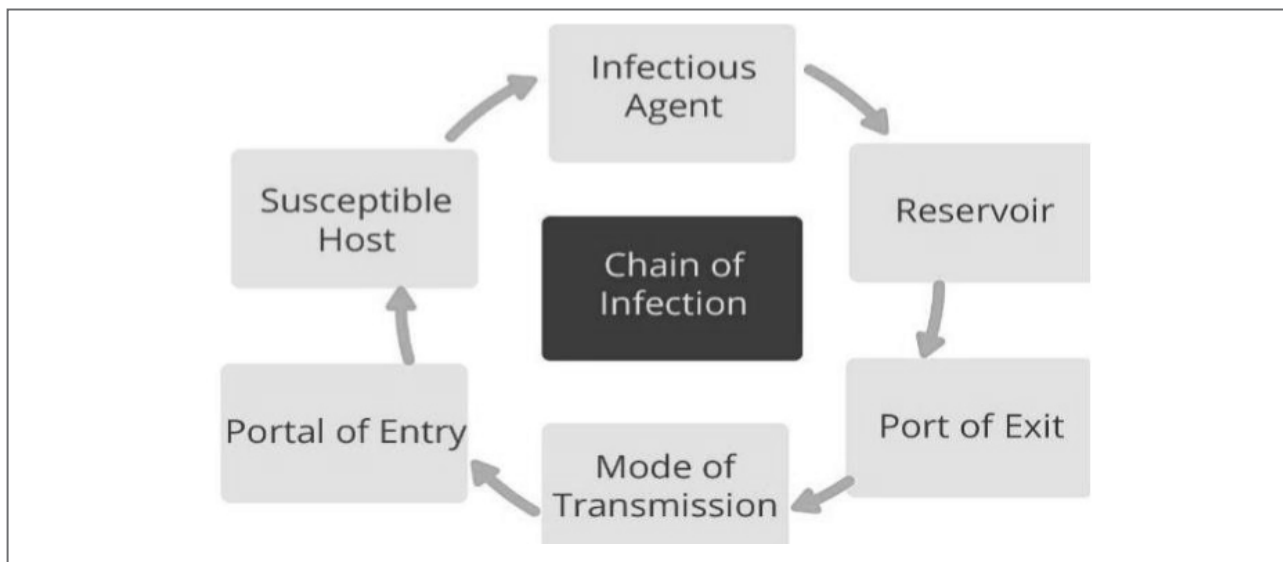 Infectious
Agent
Reservoir
Port of Exit
Mode of
Transmission
Portal of Entry
Susceptible
Host
Chain of
Infection